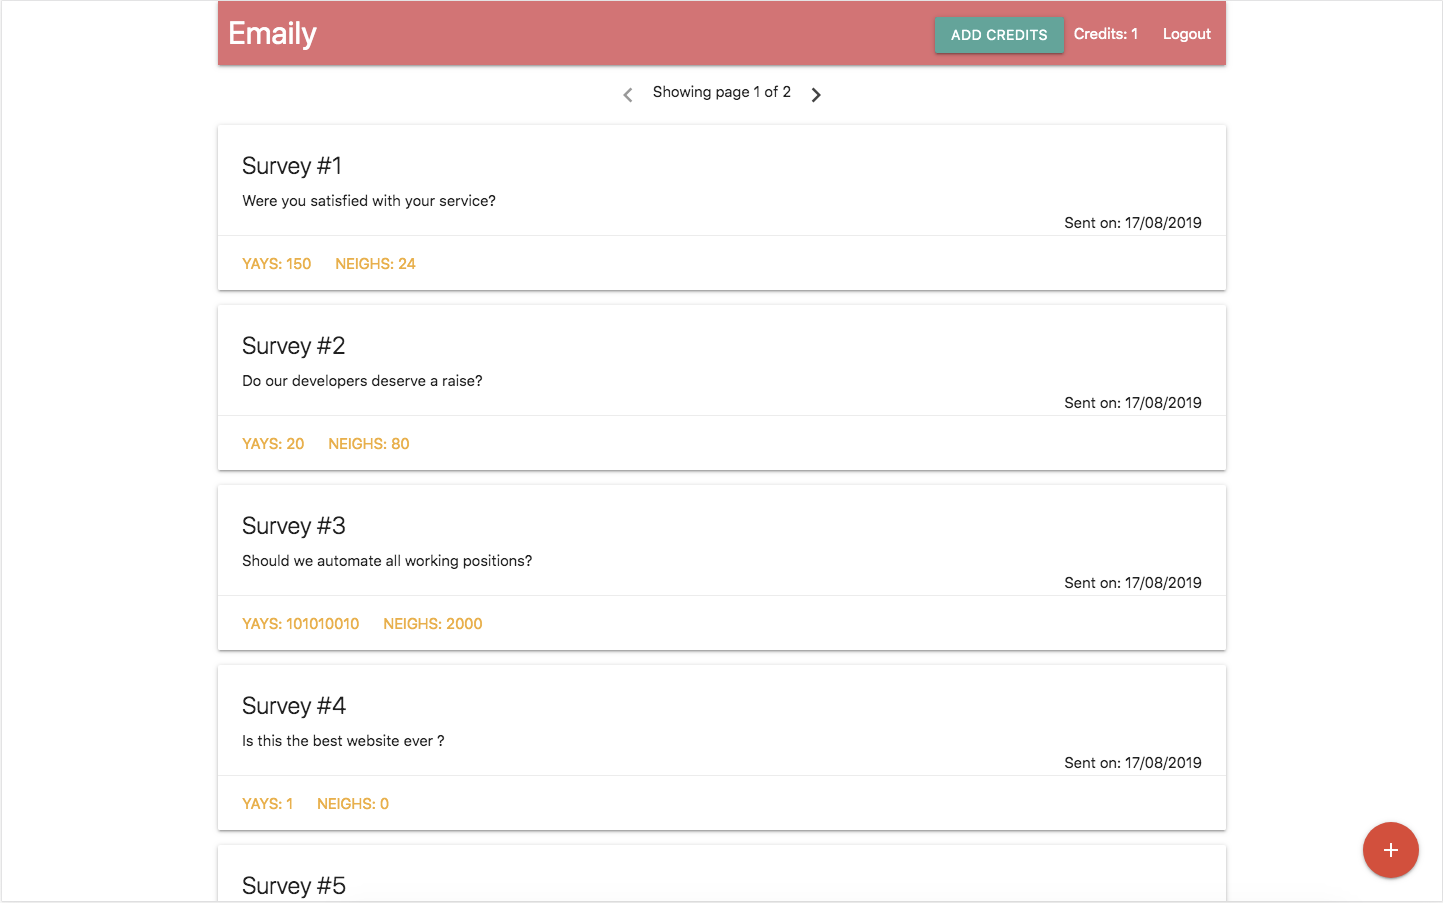 Emaily
ADD CREDITS Credits: 1 Logout
Showing page 1 of 2
Survey #1
Were you satisfied with your service?
Sent on: 17/08/2019
YAYS: 150 NEIGHS: 24
Survey #2
Do our developers deserve a raise?
Sent on: 17/08/2019
YAYS: 20 NEIGHS: 80
Survey #3
Should we automate all working positions?
Sent on: 17/08/2019
YAYS: 101010010 NEIGHS: 2000
Survey #4
Is this the best website ever ?
Sent on: 17/08/2019
YAYS: 1 NEIGHS: 0
Survey #5